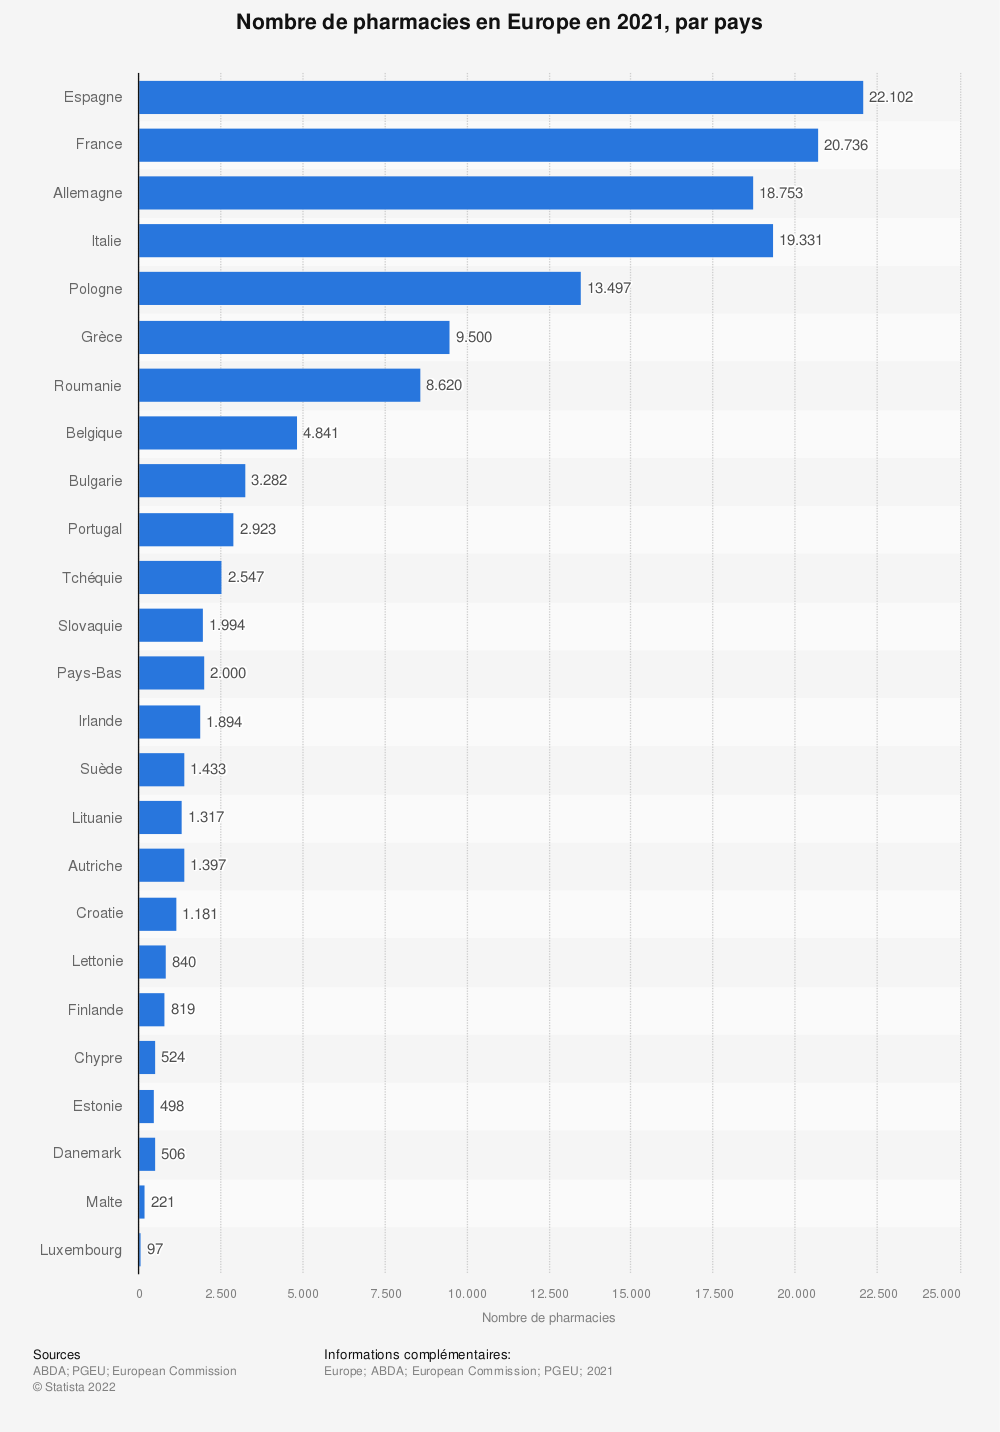 Nombre de pharmacies en Europe en 2021, par pays
Espagne 22.102
France 20.736
Allemagne 18.753
Italie 19.331
Pologne 13.497
Grèce 9.500
Roumanie 8.620
Belgique 4.841
Bulgarie 3.282
Portugal 2.923
Tchéquie 2.547
Slovaquie 1.994
Pays-Bas 2.000
Irlande 1.894
Suède 1.433
Lituanie 1.317
Autriche 1.397
Croatie 1.181
Lettonie 840
Finlande 819
Chypre 524
Estonie 498
Danemark 506
Malte 221
Luxembourg 97
0 2.500 5.000 7.500 10.000 12.500 15.000 17.500 20.000 22.500 25.000
Nombre de pharmacies
Sources
ABDA; PGEU; European Commission
© Statista 2022
Informations complémentaires:
Europe; ABDA; European Commission; PGEU; 2021